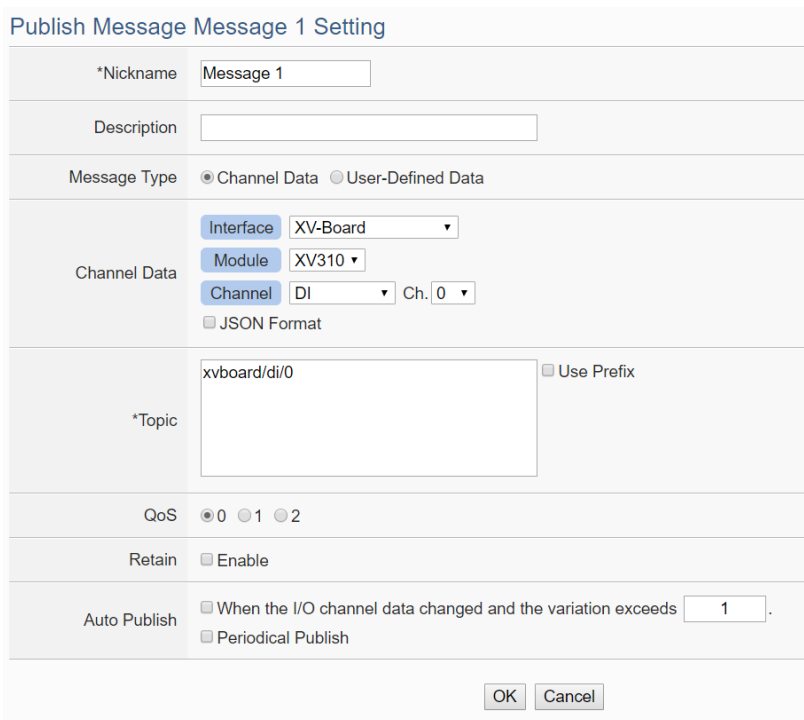 Publish Message Message 1 Setting
*Nickname Message 1
Description
Message Type Channel Data User-Defined Data
Interface XV-Board
Module XV310
Channel Data
Channel DI Ch. 0
JSON Format
xvboard/di/0 Use Prefix
*Topic
QoS 0 1 2
Retain Enable
When the I/O channel data changed and the variation exceeds 1 .
Auto Publish
Periodical Publish
OK Cancel